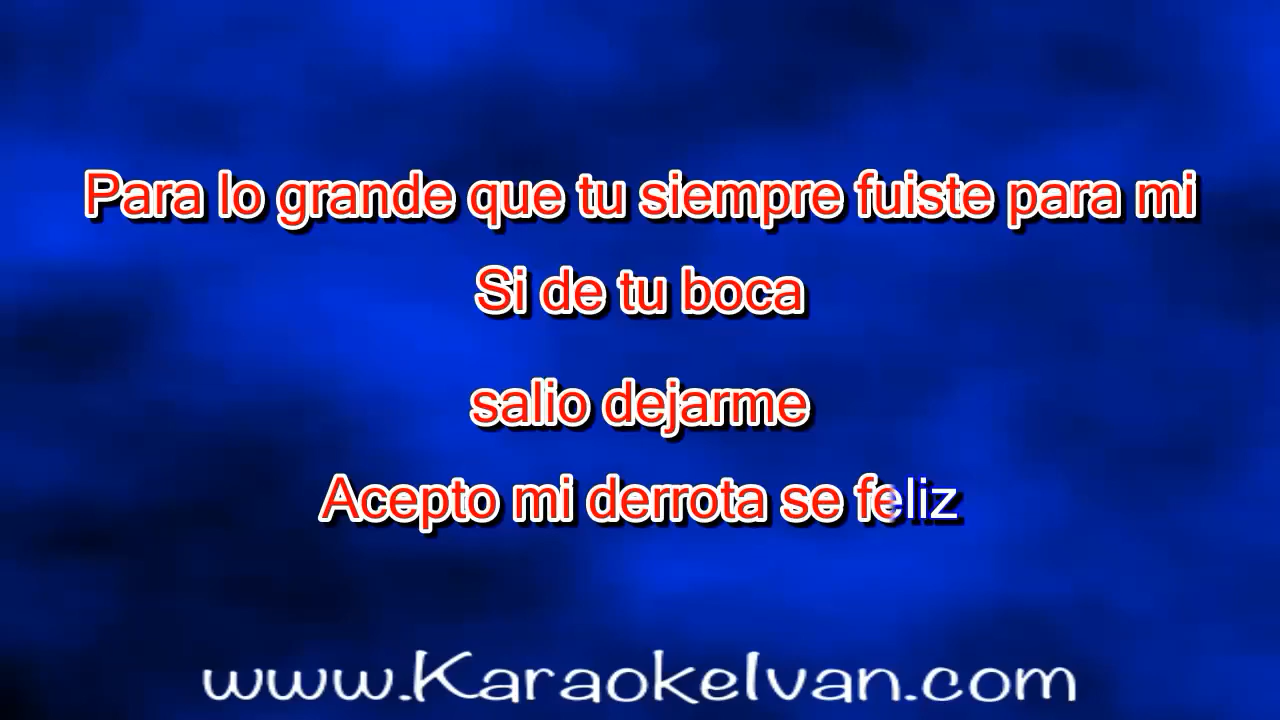 Para lo grande que tu siempre fuiste para mi
Si de tu boca
salio dejarme
Acepto mi derrota se feliz
www.KaraokeIvan.com